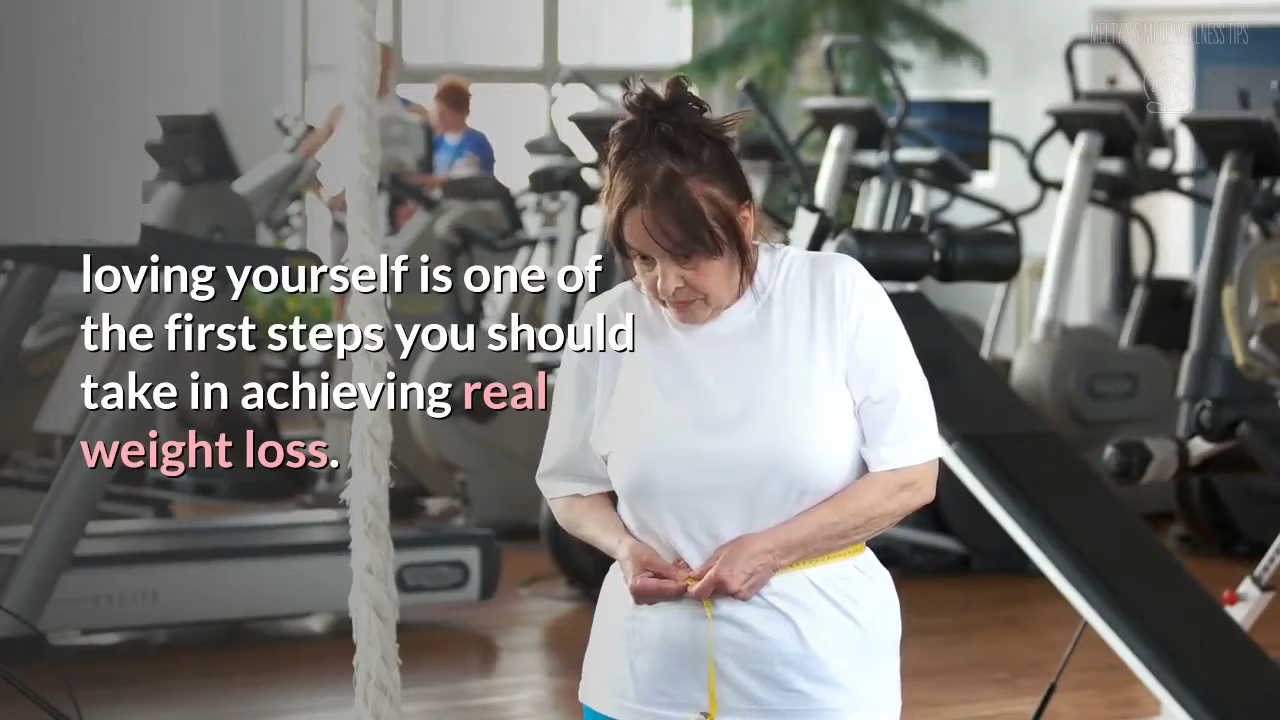 loving yourself is one of
the first steps you should
take in achieving real
weight loss.